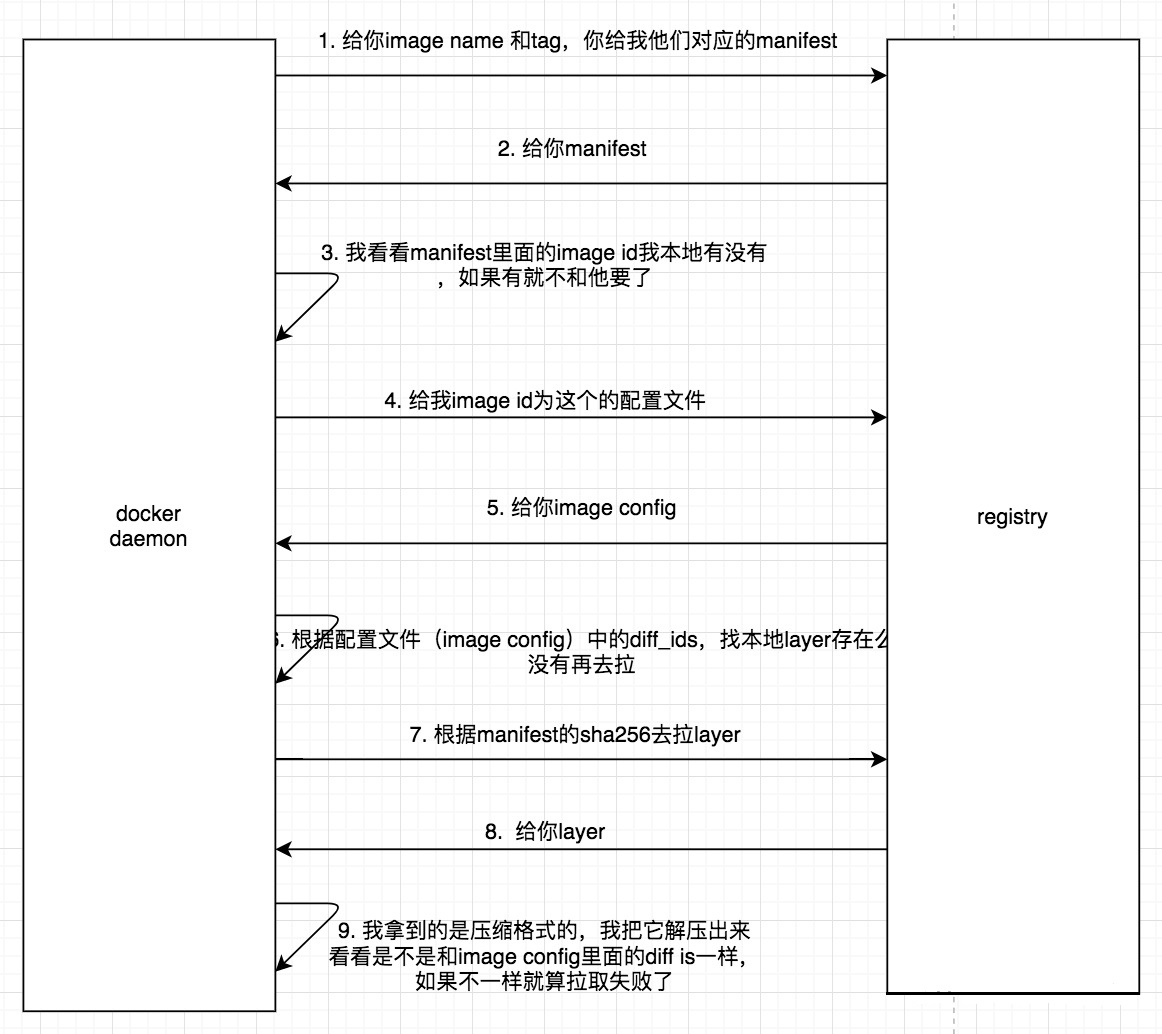 1. 给你image name 和tag，你给我他们对应的manifest
2. 给你manifest
3. 我看看manifest里面的image id我本地有没有
，如果有就不和他要了
4. 给我image id为这个的配置文件
5. 给你image config
docker
daemon
registry
6. 根据配置文件（image config）中的diff_ids，找本地layer存在么
没有再去拉
7. 根据manifest的sha256去拉layer
8. 给你layer
9. 我拿到的是压缩格式的，我把它解压出来
看看是不是和image config里面的diff is一样，
如果不一样就算拉取失败了